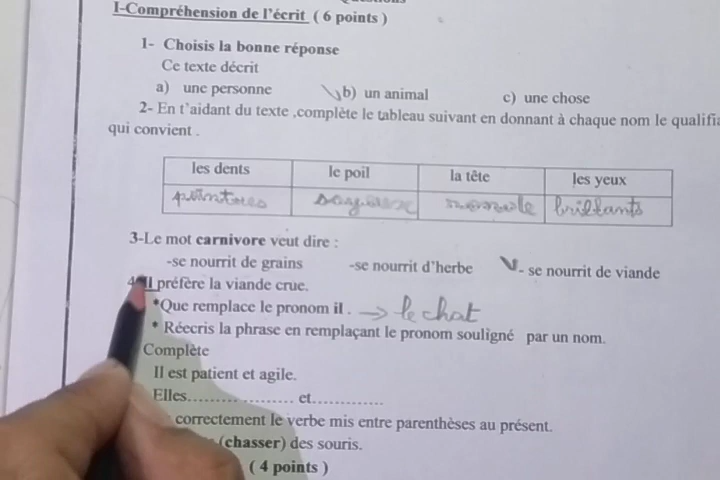 I-Compréhension de l'écrit ( 6 points )
1- Choisis la bonne réponse
Ce texte décrit
a) une personne b) un animal c) une chose
2- En t'aidant du texte ,complète le tableau suivant en donnant à chaque nom le
qui convient .
les dents le poil la tête les yeux
pointues soyeux brillants
3-Le mot carnivore veut dire :
-se nourrit de grains -se nourrit d'herbe - se nourrit de viande
préfère la viande crue.
*Que remplace le pronom il . → le chat
* Réecris la phrase en remplaçant le pronom souligné par un nom.
Complète
Il est patient et agile.
Elles.................. et.............
correctement le verbe mis entre parenthèses au présent.
(chasser) des souris.
( 4 points )